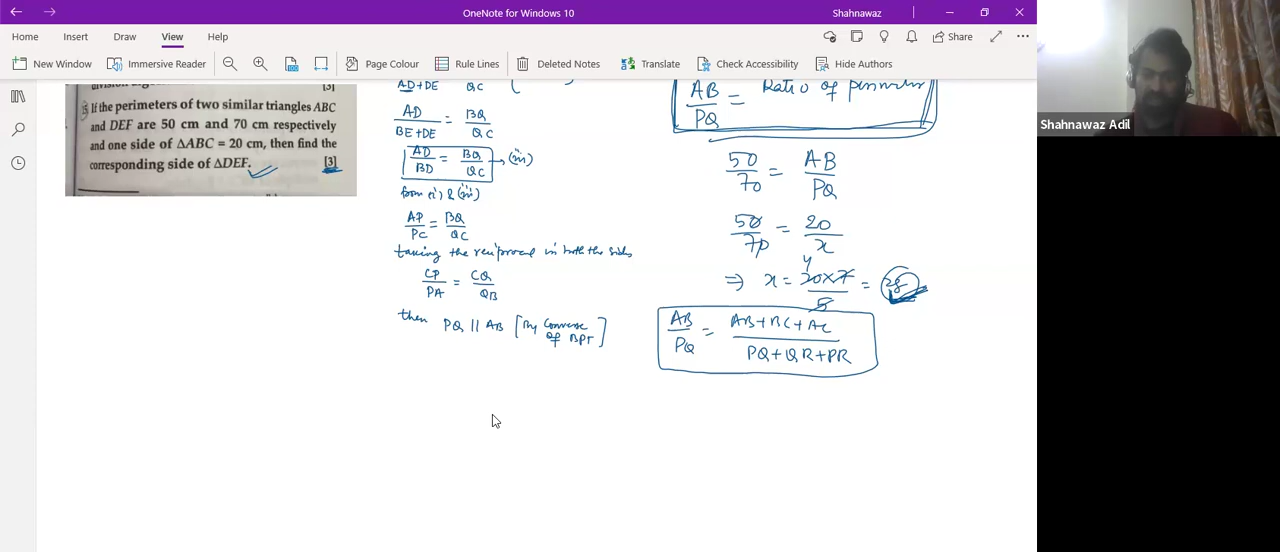 OneNote for Windows 10
Shahnawaz
Home Insert Draw View Help
Share
New Window Immersive Reader Page Colour Rule Lines Deleted Notes Translate Check Accessibility Hide Authors
[3]
If the perimeters of two similar triangles ABC
and DEF are 50 cm and 70 cm respectively
and one side of ΔABC = 20 cm, then find the
corresponding side of ΔDEF. [3]
AD+DE QC
AD/BE+DE = BQ/QC
AD/BD = BQ/QC → (iii)
from (i) & (iii)
AP/PC = BQ/QC
taking the reciprocal in both the sides
CP/PA = CQ/QB
then PQ || AB [By Converse of BPT]
AB/PQ = Ratio of perimeter
50/70 = AB/PQ
50/70 = 20/x
⇒ x = 20×7/5 = 28
4
AB/PQ = AB+BC+AC/PQ+QR+PR
Shahnawaz Adil